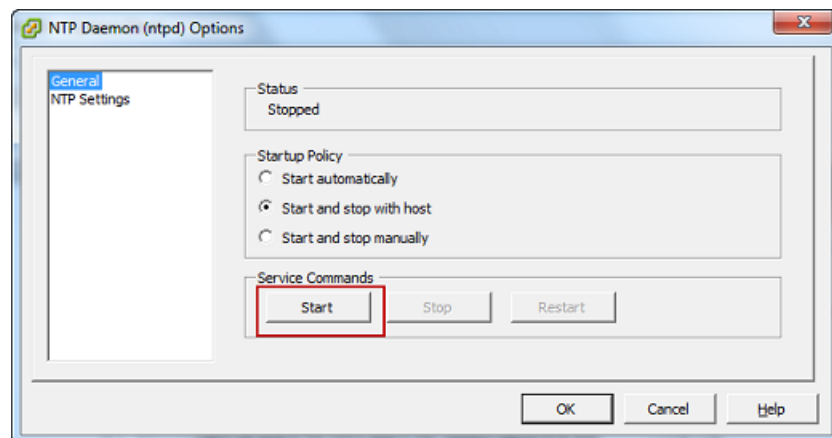 NTP Daemon (ntpd) Options
General
NTP Settings
Status
Stopped
Startup Policy
Start automatically
Start and stop with host
Start and stop manually
Service Commands
Start Stop Restart
OK Cancel Help